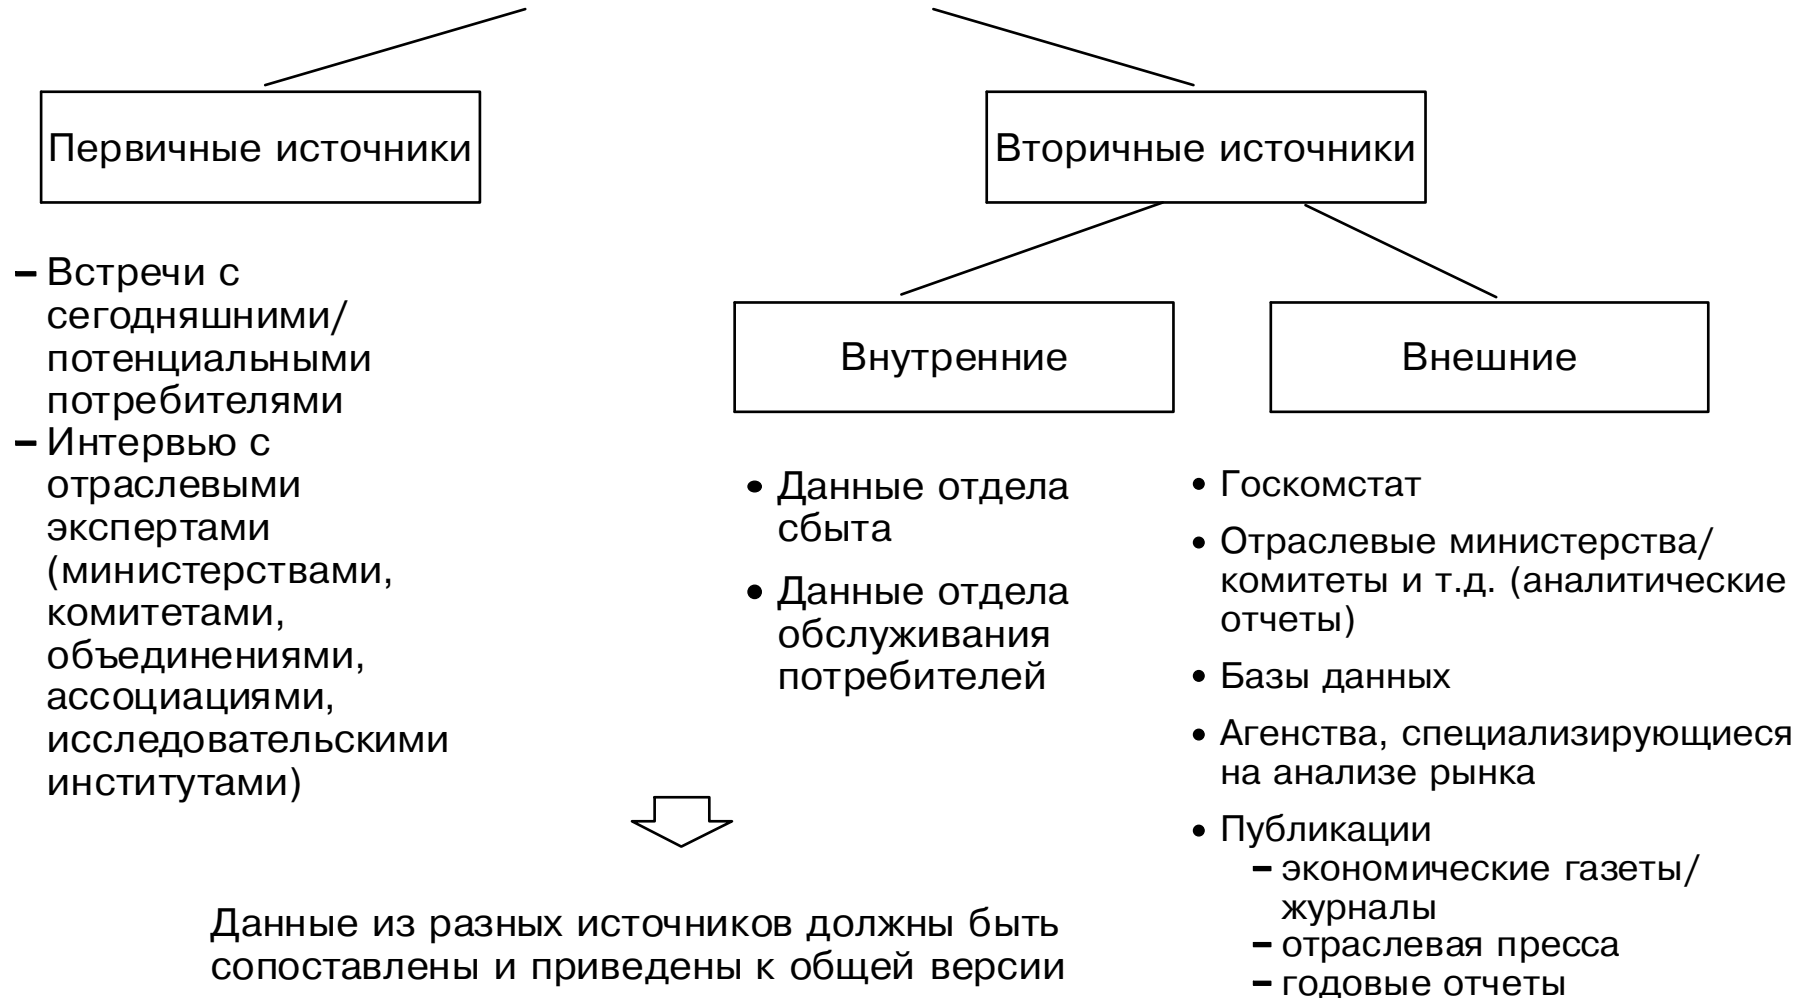 Первичные источники
Вторичные источники
– Встречи с
сегодняшними/
потенциальными
потребителями
– Интервью с
отраслевыми
экспертами
(министерствами,
комитетами,
объединениями,
ассоциациями,
исследовательскими
институтами)
Внутренние
Внешние
• Данные отдела
сбыта
• Данные отдела
обслуживания
потребителей
• Госкомстат
• Отраслевые министерства/
комитеты и т.д. (аналитические
отчеты)
• Базы данных
• Агенства, специализирующиеся
на анализе рынка
• Публикации
– экономические газеты/
журналы
– отраслевая пресса
– годовые отчеты
Данные из разных источников должны быть
сопоставлены и приведены к общей версии